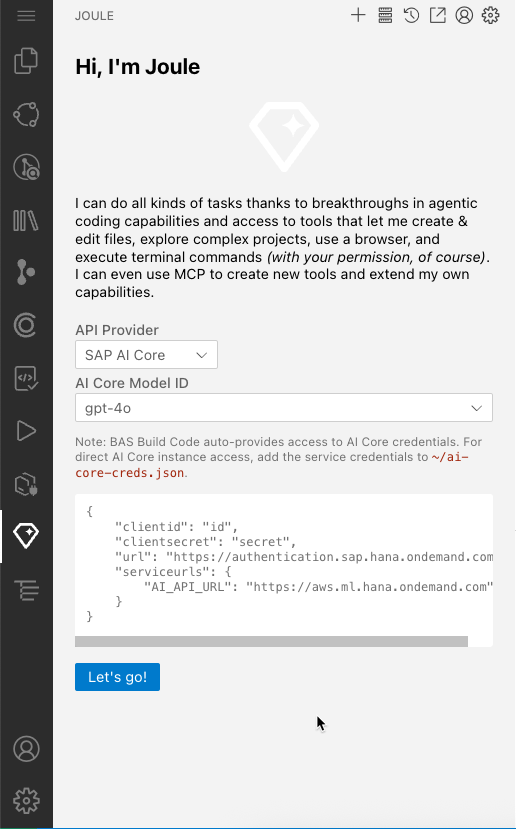 JOULE
Hi, I'm Joule
I can do all kinds of tasks thanks to breakthroughs in agentic
coding capabilities and access to tools that let me create &
edit files, explore complex projects, use a browser, and
execute terminal commands (with your permission, of course).
I can even use MCP to create new tools and extend my own
capabilities.
API Provider
SAP AI Core
AI Core Model ID
gpt-4o
Note: BAS Build Code auto-provides access to AI Core credentials. For
direct AI Core instance access, add the service credentials to ~/ai-
core-creds.json.
{
    "clientid": "id",
    "clientsecret": "secret",
    "url": "https://authentication.sap.hana.ondemand.com
    "serviceurls": {
        "AI_API_URL": "https://aws.ml.hana.ondemand.com"
    }
}
Let's go!